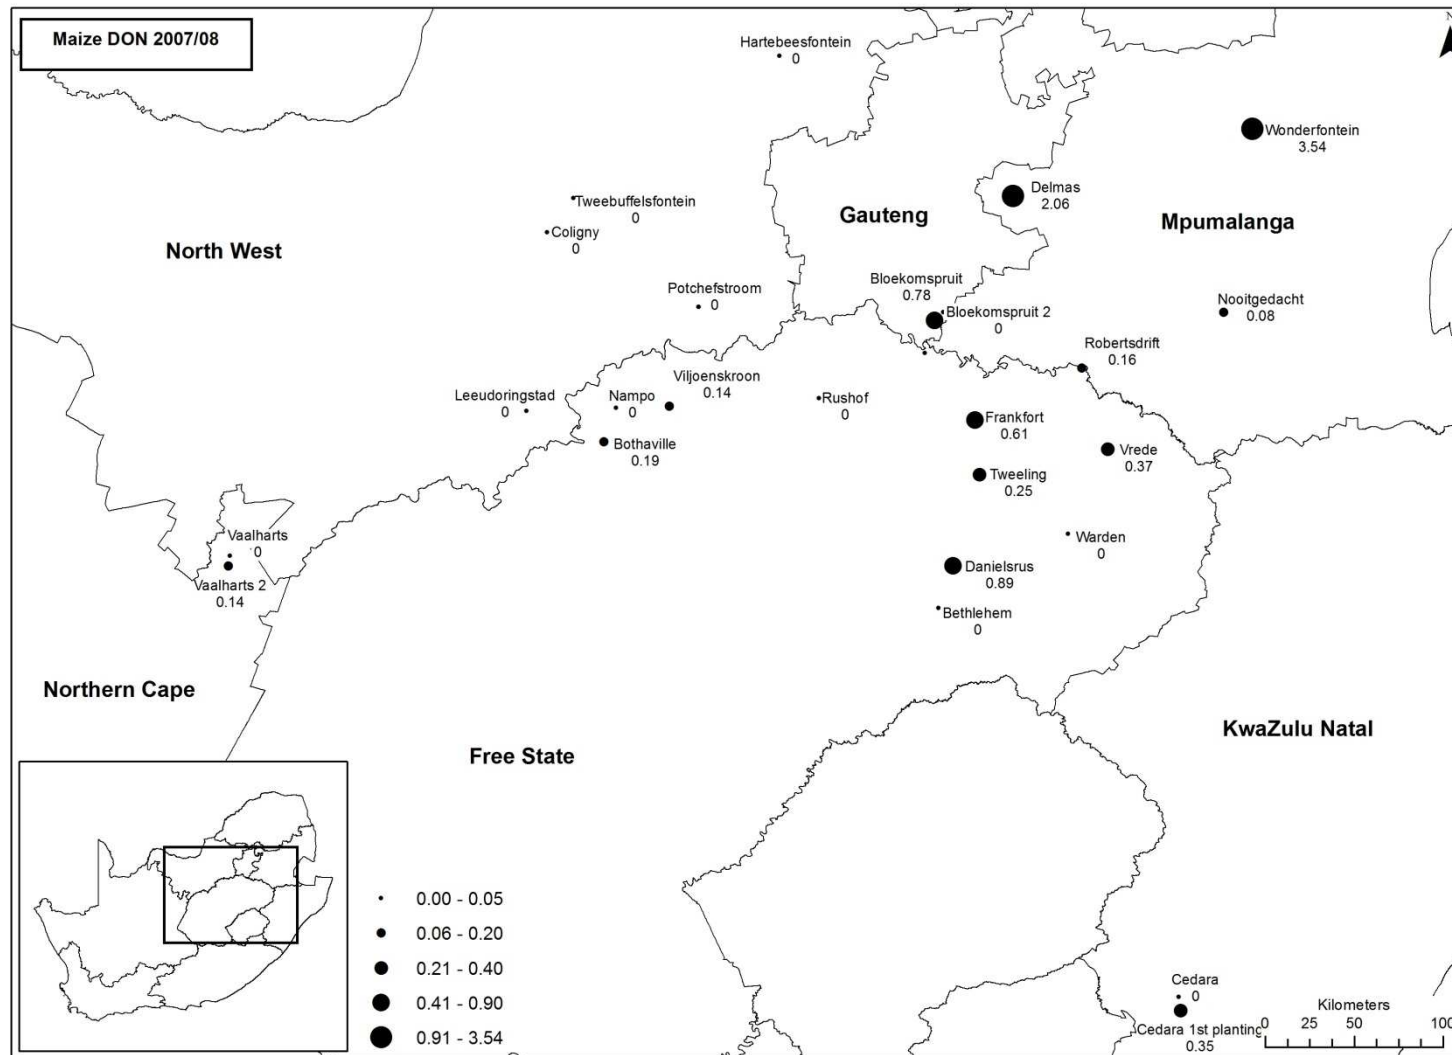 Maize DON 2007/08
Hartebeesfontein
0
Wonderfontein
3.54
Delmas
2.06
Tweebuffelsfontein
0
Gauteng
Mpumalanga
Coligny
0
North West
Bloekomspruit
0.78
Potchefstroom
0
Nooitgedacht
0.08
Bloekomspruit 2
0
Robertsdrift
0.16
Viljoenskroon
0.14
Leeudoringstad
0
Nampo
0
Rushof
0
Frankfort
0.61
Bothaville
0.19
Vrede
0.37
Tweeling
0.25
Vaalharts
0
Warden
0
Danielsrus
0.89
Vaalharts 2
0.14
Bethlehem
0
Northern Cape
KwaZulu Natal
Free State
0.00 - 0.05
0.06 - 0.20
0.21 - 0.40
0.41 - 0.90
0.91 - 3.54
Cedara
0
Cedara 1st planting
0.35
Kilometers
0 25 50 100